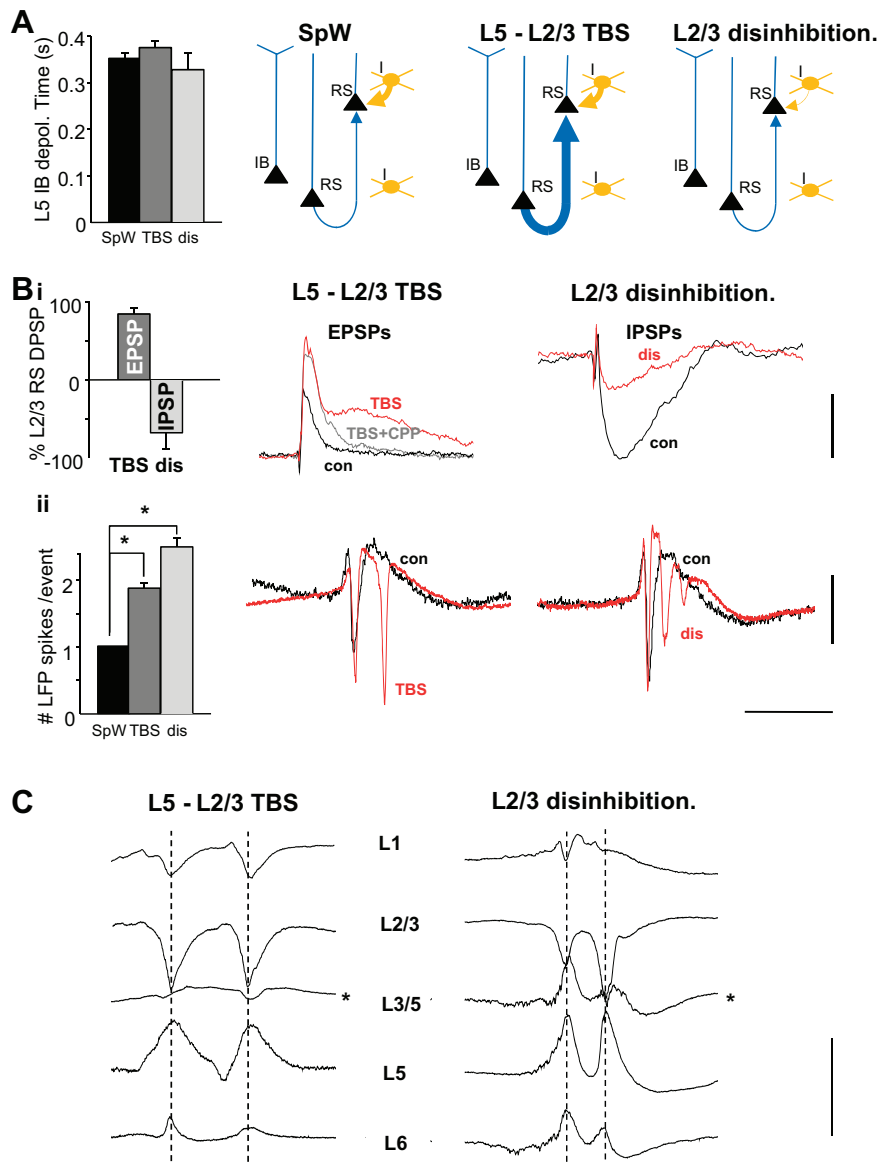 A
L5 IB depol. Time (s)
0.4
0.3
0.2
0.1
0
SpW TBS dis
SpW
I
RS
IB
RS
I
L5 - L2/3 TBS
I
RS
IB
RS
I
L2/3 disinhibition.
I
RS
IB
RS
I
B i
% L2/3 RS DPSP
100
0
-100
EPSP
IPSP
TBS dis
L5 - L2/3 TBS
EPSPs
TBS
TBS+CPP
con
L2/3 disinhibition.
IPSPs
dis
con
ii
# LFP spikes /event
2
1
0
*
*
SpW TBS dis
con
TBS
con
dis
C
L5 - L2/3 TBS
L2/3 disinhibition.
L1
L2/3
* L3/5 *
L5
L6